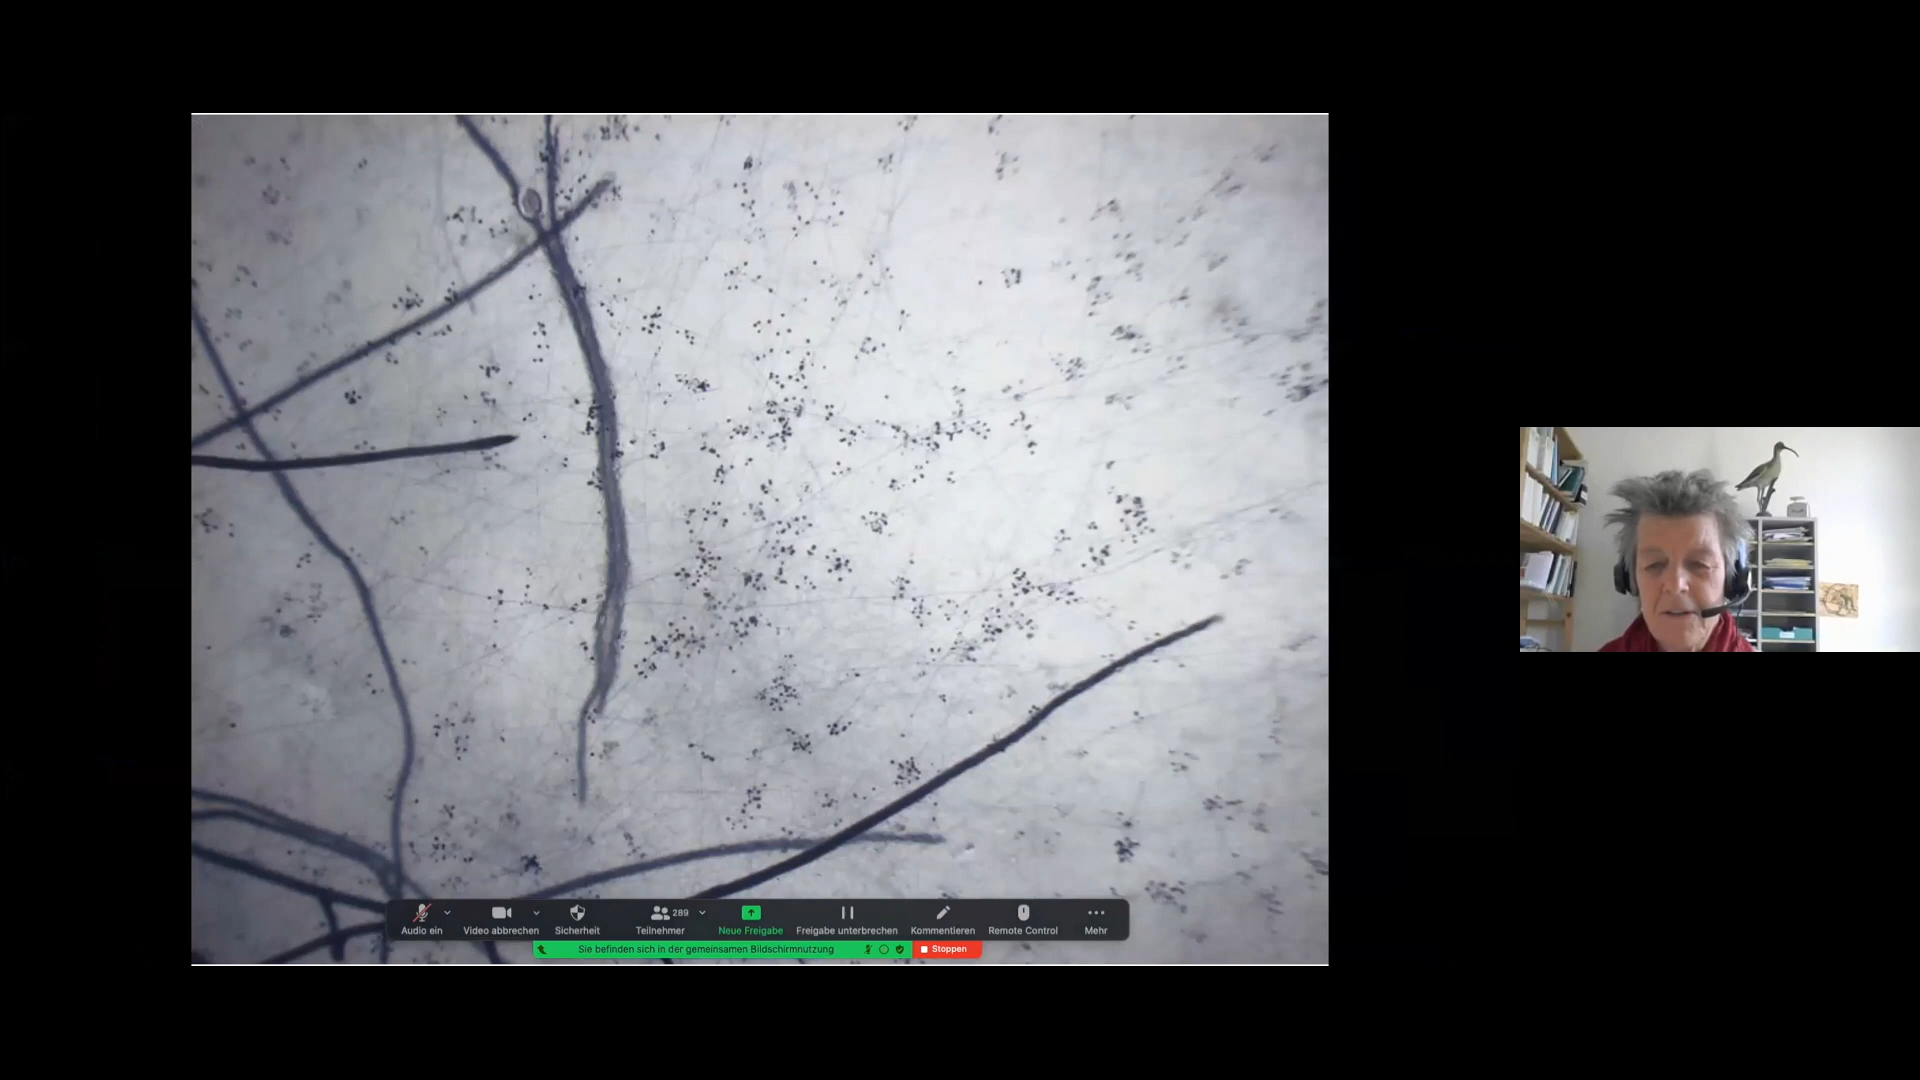 289
Audio ein Video abbrechen Sicherheit Teilnehmer Neue Freigabe Freigabe unterbrechen Kommentieren Remote Control Mehr
Sie befinden sich in der gemeinsamen Bildschirmnutzung Stoppen